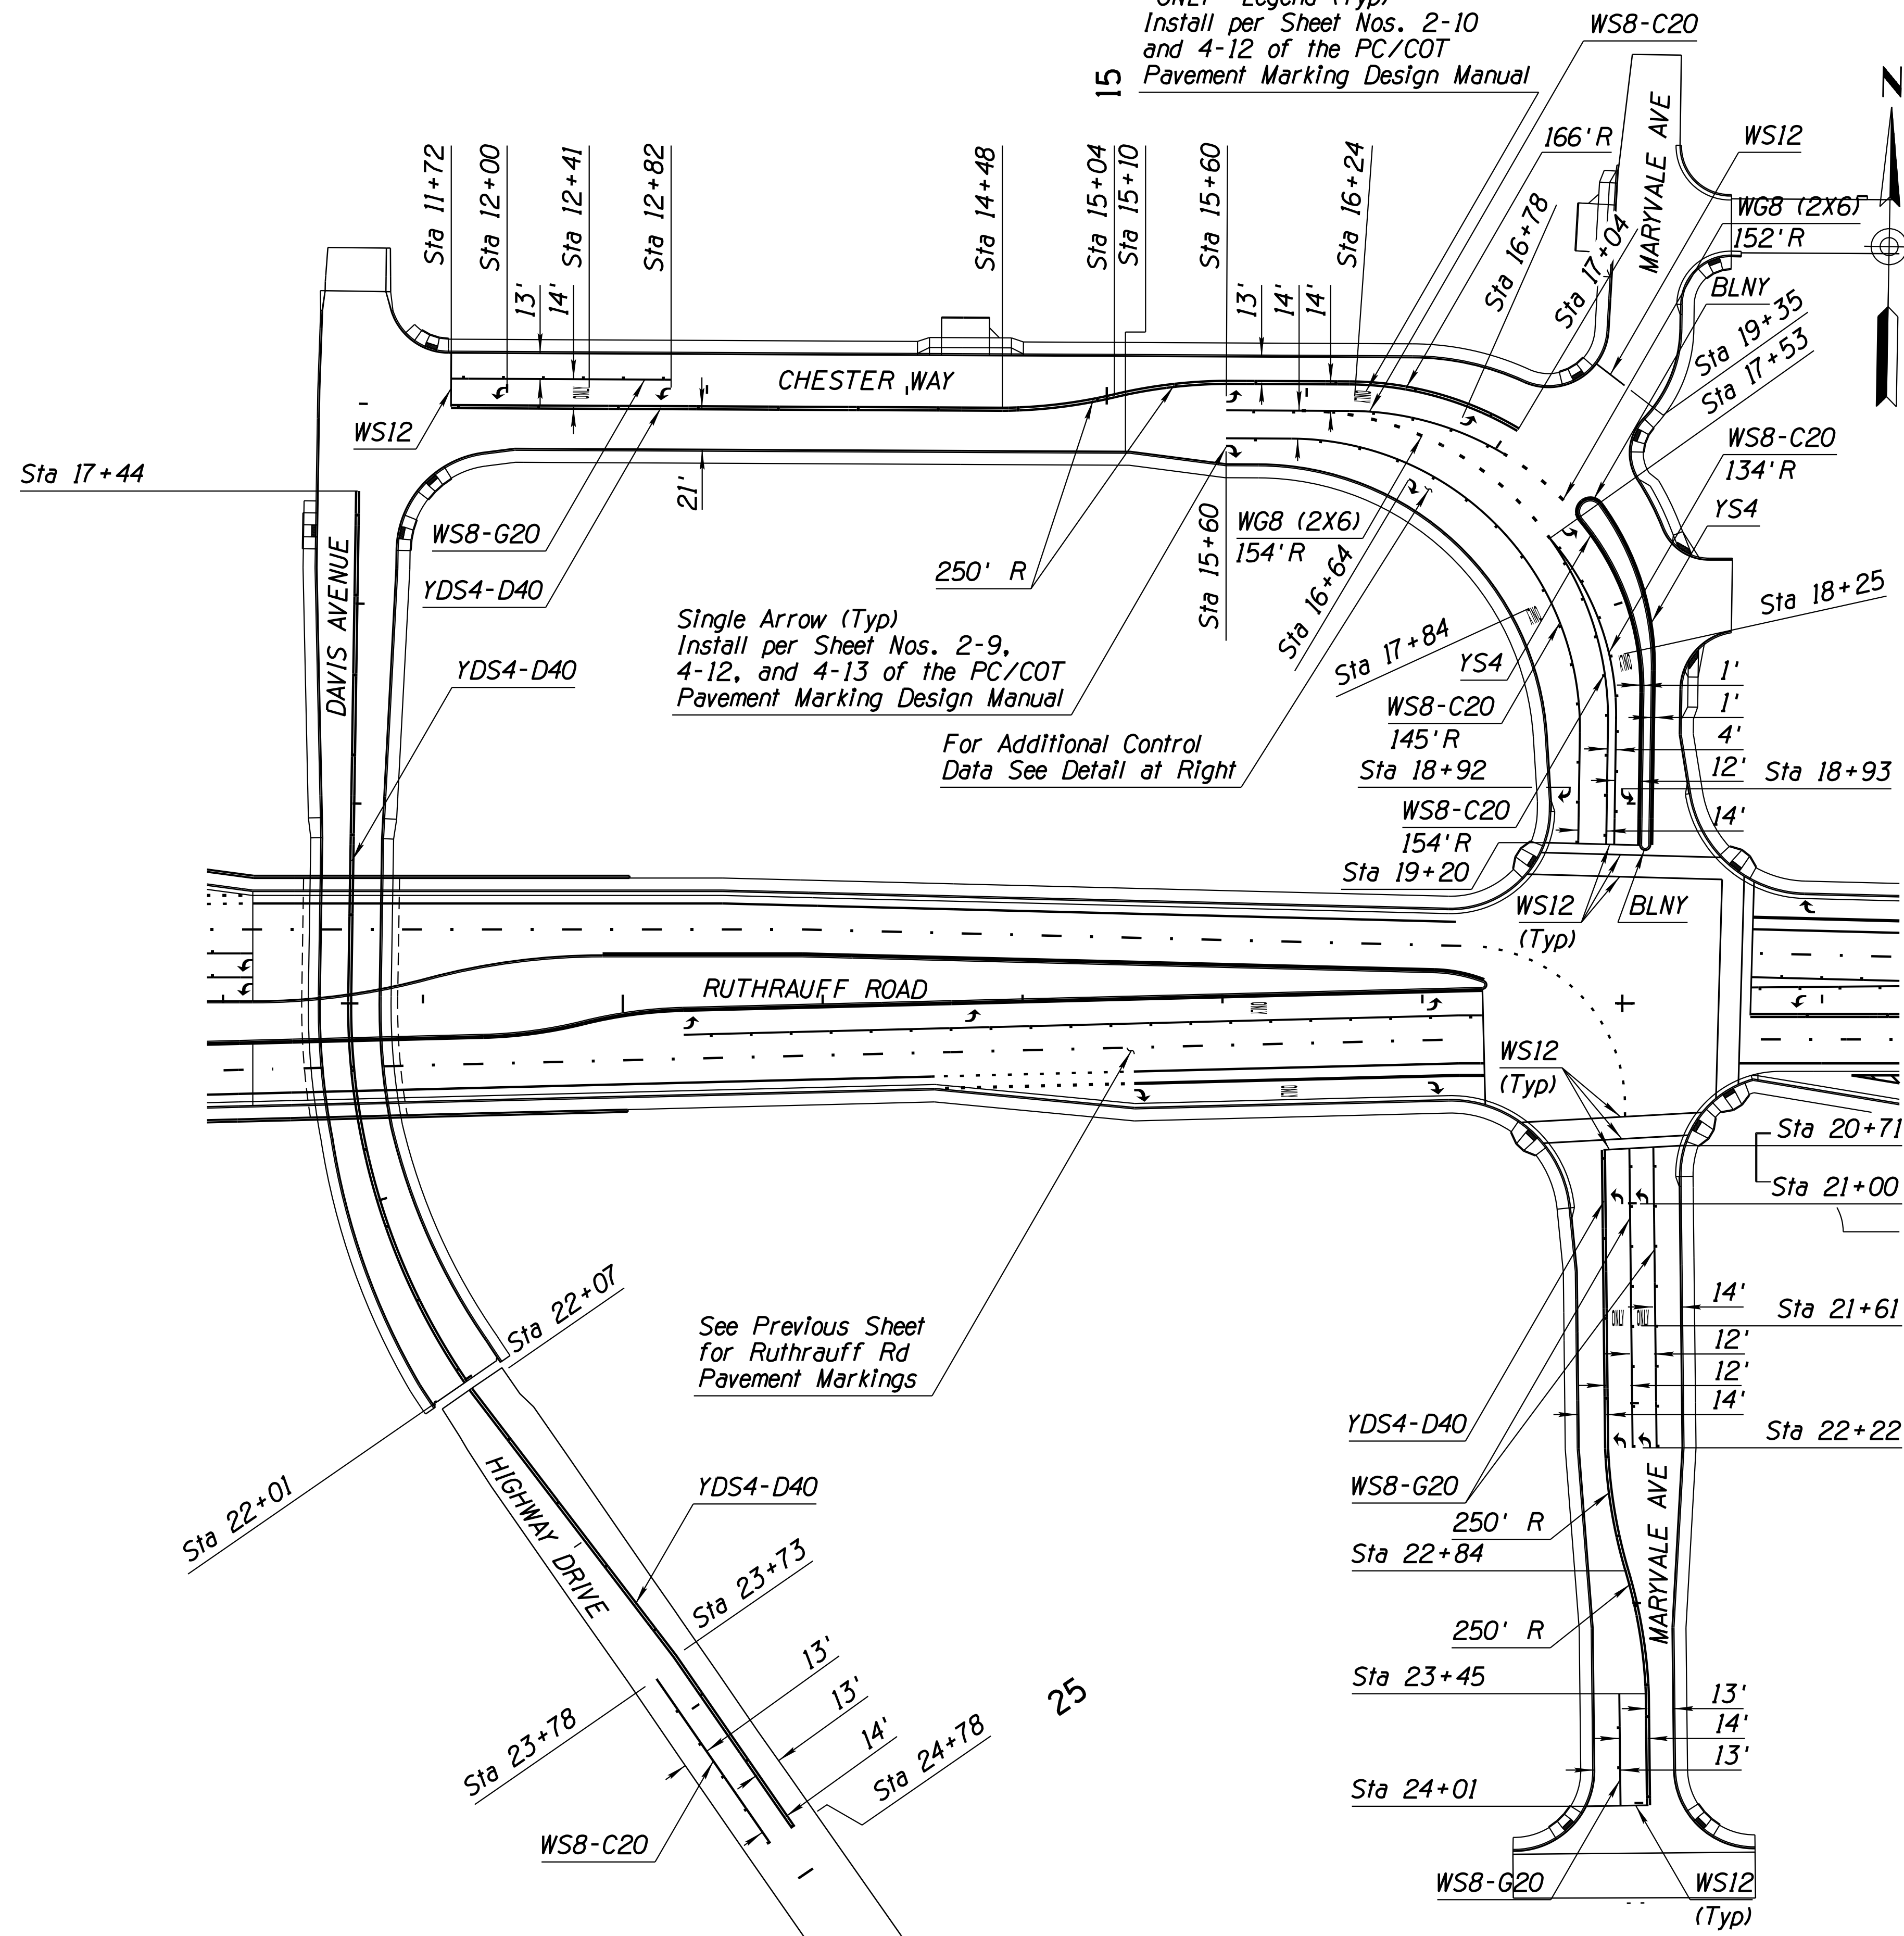 "ONLY" Legend (Typ)
Install per Sheet Nos. 2-10
and 4-12 of the PC/COT
Pavement Marking Design Manual
15
WS8-C20
N
MARYVALE AVE
166' R
WS12
WG8 (2X6)
152' R
BLNY
Sta 11+72
Sta 12+00
Sta 12+41
Sta 12+82
Sta 14+48
Sta 15+04
Sta 15+10
Sta 15+60
Sta 16+24
Sta 16+78
Sta 17+04
Sta 19+35
Sta 17+53
13'
14'
13'
14'
14'
CHESTER WAY
ONLY
ONLY
WS12
Sta 17+44
21'
WS8-G20
YDS4-D40
DAVIS AVENUE
250' R
Sta 15+60
WG8 (2X6)
154' R
Sta 16+64
WS8-C20
134' R
YS4
Sta 18+25
Single Arrow (Typ)
Install per Sheet Nos. 2-9,
4-12, and 4-13 of the PC/COT
Pavement Marking Design Manual
ONLY
ONLY
Sta 17+84
YS4
YDS4-D40
WS8-C20
145' R
1'
1'
4'
12'
14'
For Additional Control
Data See Detail at Right
Sta 18+92
Sta 18+93
WS8-C20
154' R
Sta 19+20
WS12
(Typ)
BLNY
RUTHRAUFF ROAD
ONLY
ONLY
WS12
(Typ)
Sta 20+71
Sta 21+00
Sta 22+07
See Previous Sheet
for Ruthrauff Rd
Pavement Markings
ONLY
ONLY
14'
Sta 21+61
12'
12'
14'
Sta 22+22
YDS4-D40
WS8-G20
250' R
Sta 22+84
MARYVALE AVE
250' R
Sta 23+45
13'
14'
13'
Sta 24+01
WS8-G20
WS12
(Typ)
Sta 22+01
HIGHWAY DRIVE
YDS4-D40
Sta 23+73
13'
13'
14'
Sta 24+78
25
Sta 23+78
WS8-C20